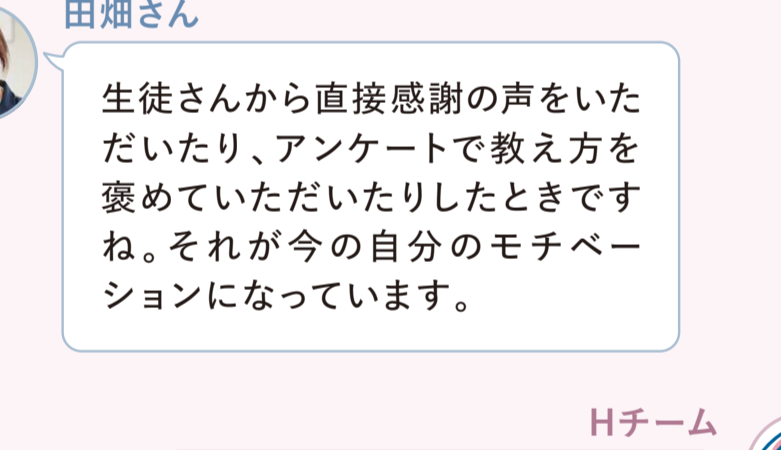 田畑さん
生徒さんから直接感謝の声をいた
だいたり、アンケートで教え方を
褒めていただいたりしたときです
ね。それが今の自分のモチベー
ションになっています。
Hチーム